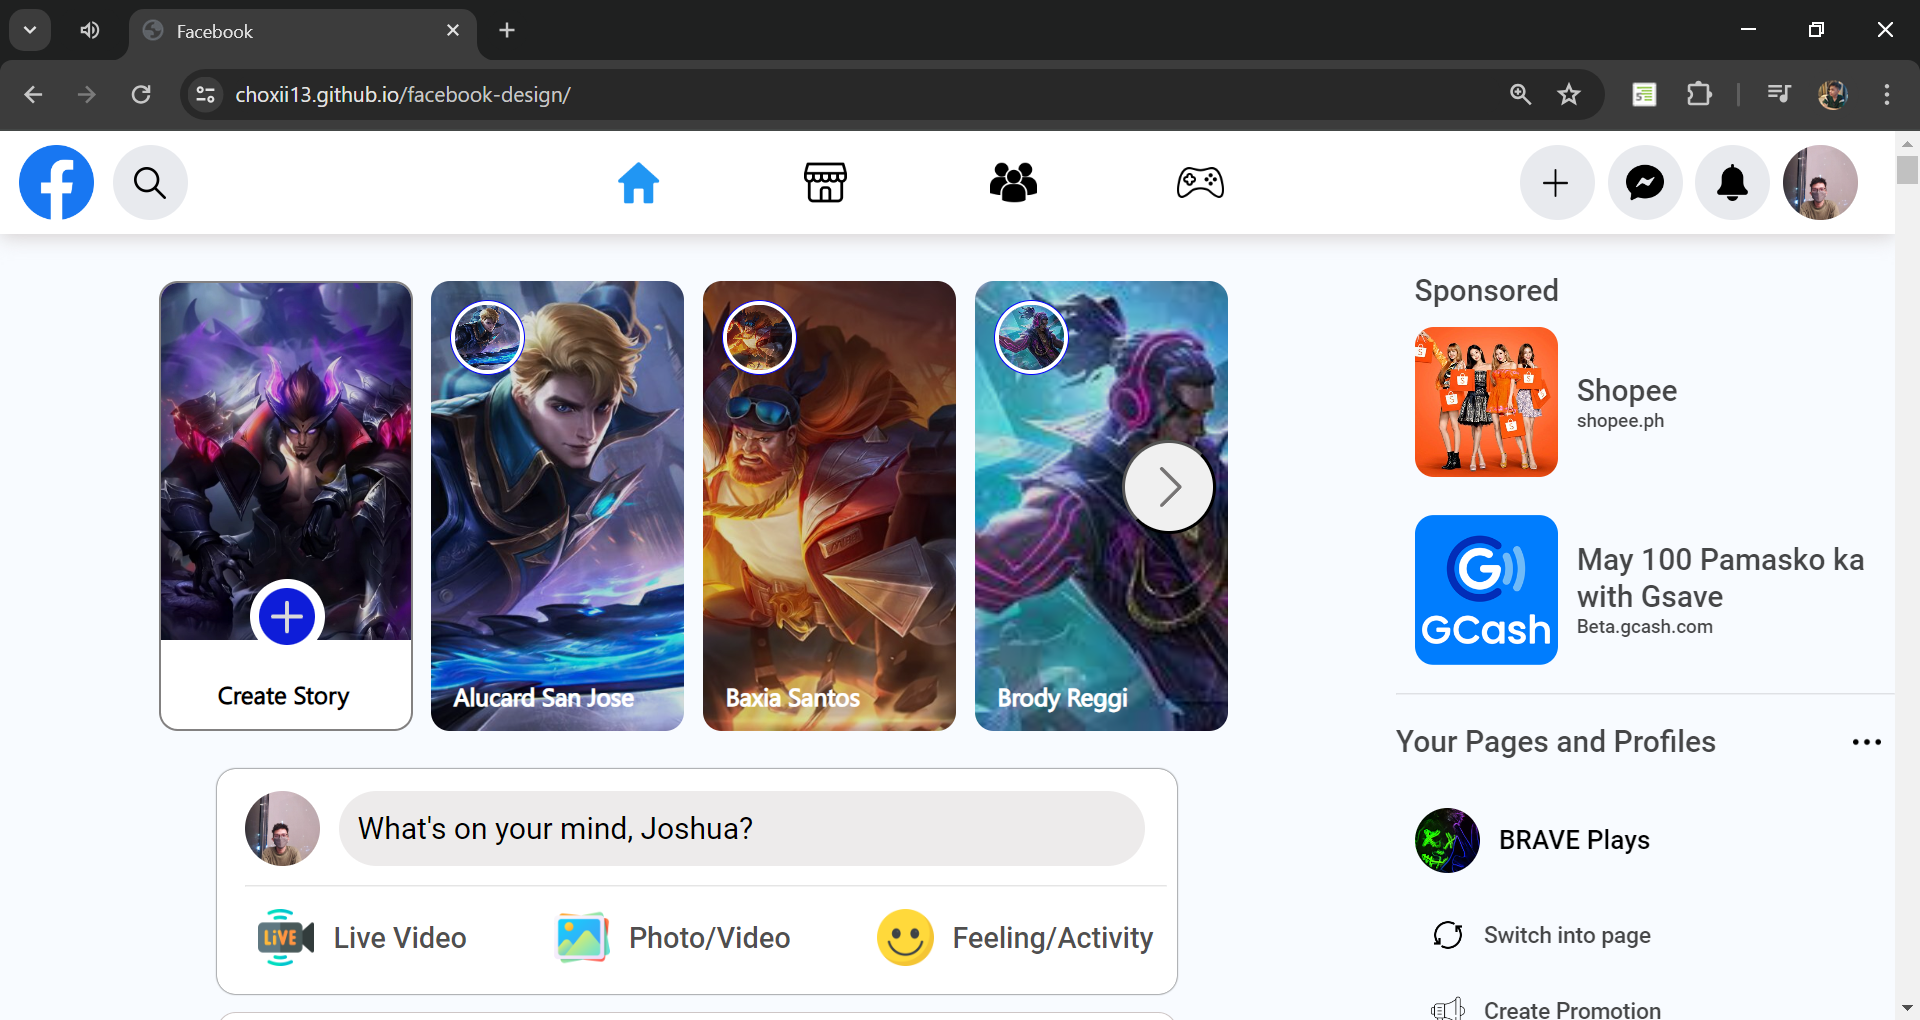 Facebook
choxii13.github.io/facebook-design/
Sponsored
Shopee
shopee.ph
GCash
May 100 Pamasko ka
with Gsave
Beta.gcash.com
Create Story
Alucard San Jose
Baxia Santos
Brody Reggi
Your Pages and Profiles
What's on your mind, Joshua?
BRAVE Plays
LIVE
Live Video
Photo/Video
Feeling/Activity
Switch into page
Create Promotion